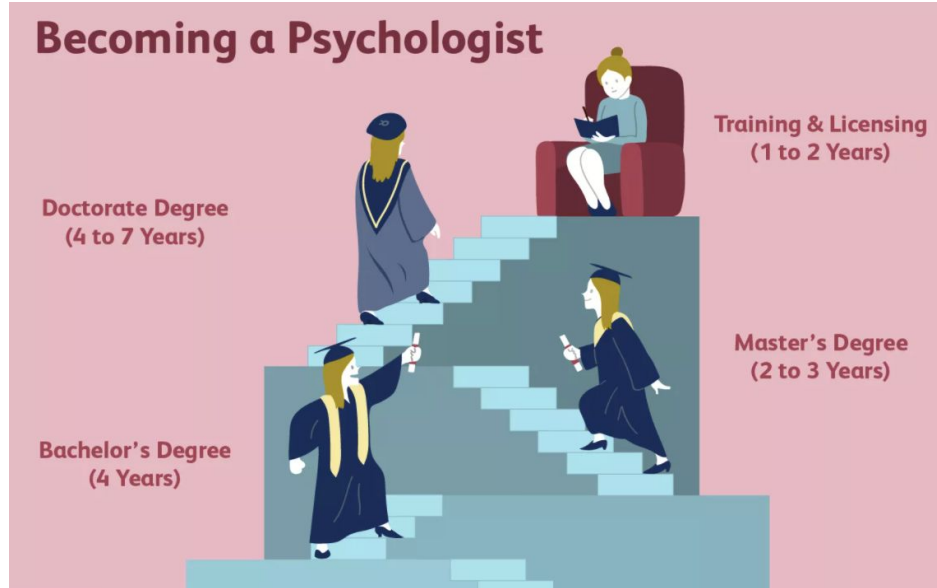 Becoming a Psychologist
Training & Licensing
(1 to 2 Years)
Doctorate Degree
(4 to 7 Years)
Master's Degree
(2 to 3 Years)
Bachelor's Degree
(4 Years)